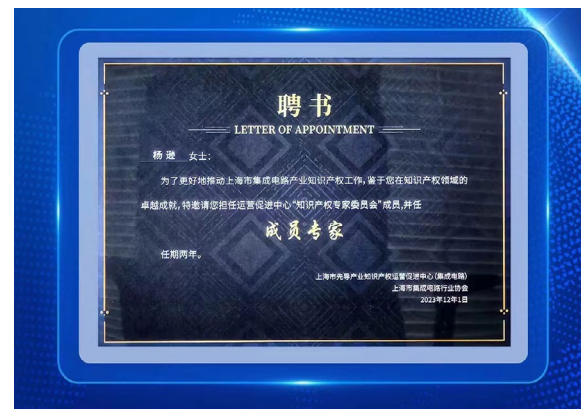 聘书
LETTER OF APPOINTMENT
杨逊 女士：
为了更好地推动上海市集成电路产业知识产权工作,鉴于您在知识产权领域的
卓越成就,特邀请您担任运营促进中心“知识产权专家委员会”成员,并任
成员专家
任期两年。
上海市先导产业知识产权运营促进中心(集成电路)
上海市集成电路行业协会
2023年12月1日